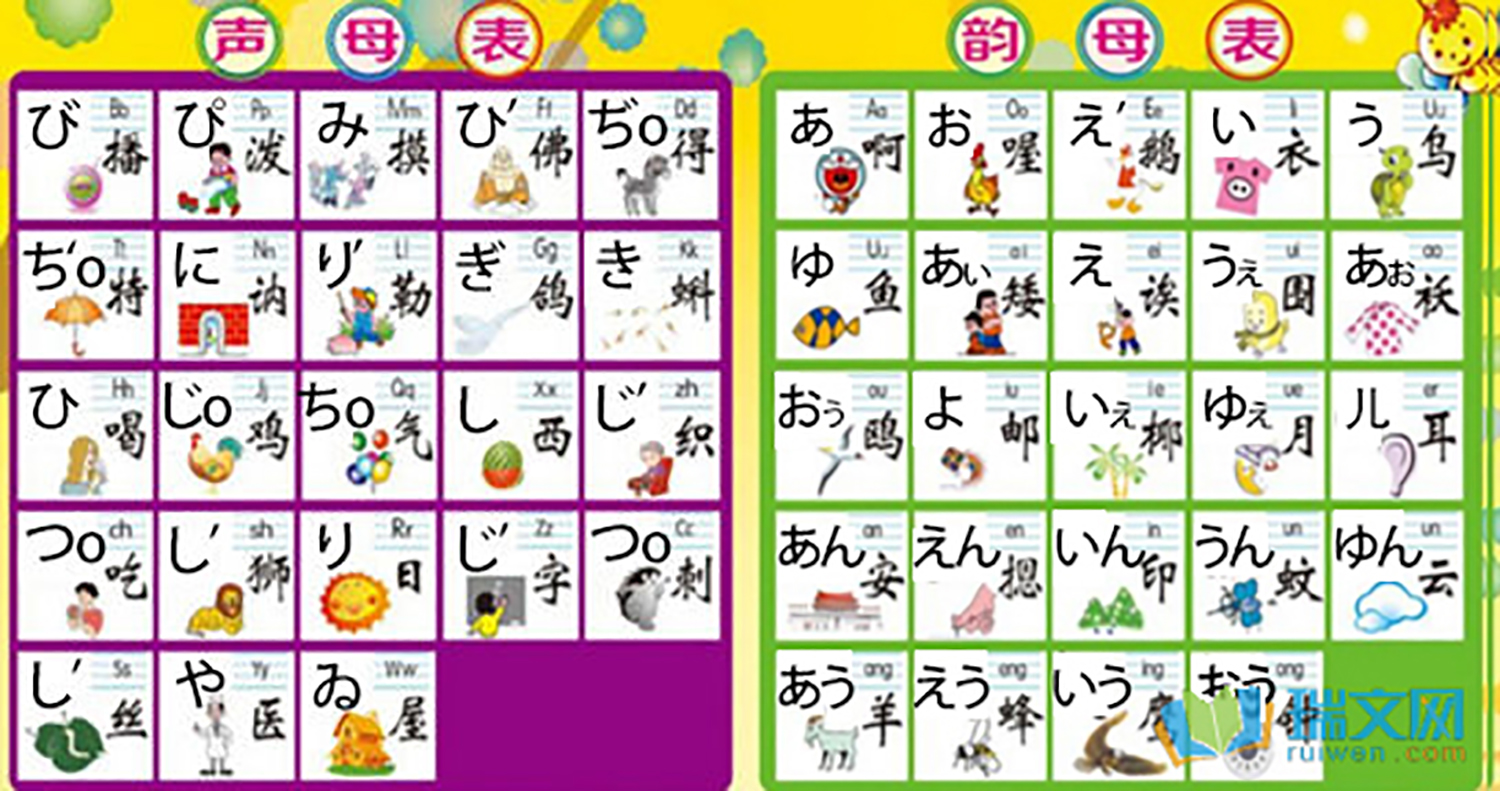 声母表
韵母表
び Bb 播
ぴ Pp 泼
み Mm 摸
ひ′ Ff 佛
ぢo Dd 得
ち′o Tt 特
に Nn 讷
り′ Ll 勒
ぎ Gg 鸽
き Kk 蝌
ひ Hh 喝
じo Jj 鸡
ちo Qq 气
し Xx 西
じ′ zh 织
つo ch 吃
し′ sh 狮
り Rr 日
じ′ Zz 字
つo Cc 刺
し′ Ss 丝
や Yy 医
ゐ Ww 屋
あ Aa 啊
お Oo 喔
え′ Ee 鹅
い Ii 衣
う Uu 乌
ゆ Uu 鱼
あぃ ai 矮
え ei 诶
うぇ ui 围
あぉ ao 袄
おぅ ou 鸥
よ iu 邮
いぇ ie 椰
ゆぇ ue 月
ル er 耳
あん an 安
えん en 摁
いん in 印
うん un 蚊
ゆん un 云
あう ang 羊
えう eng 蜂
いう ing
おう ong 钟
瑞文网
ruiwen.com